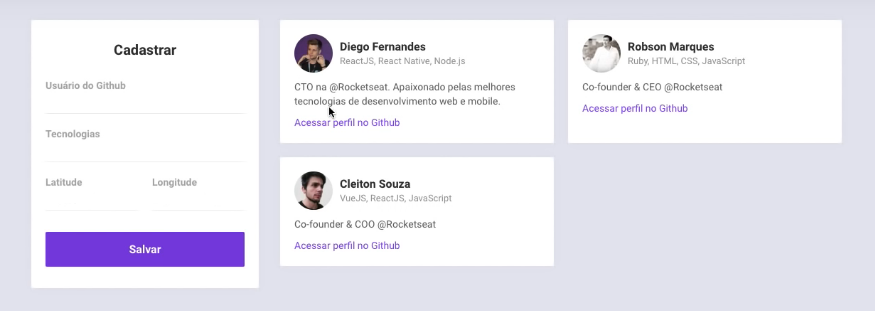 Cadastrar
Usuário do Github
Tecnologias
Latitude
Longitude
Salvar
Diego Fernandes
ReactJS, React Native, Node.js
CTO na @Rocketseat. Apaixonado pelas melhores
tecnologias de desenvolvimento web e mobile.
Acessar perfil no Github
Robson Marques
Ruby, HTML, CSS, JavaScript
Co-founder & CEO @Rocketseat
Acessar perfil no Github
Cleiton Souza
VueJS, ReactJS, JavaScript
Co-founder & COO @Rocketseat
Acessar perfil no Github